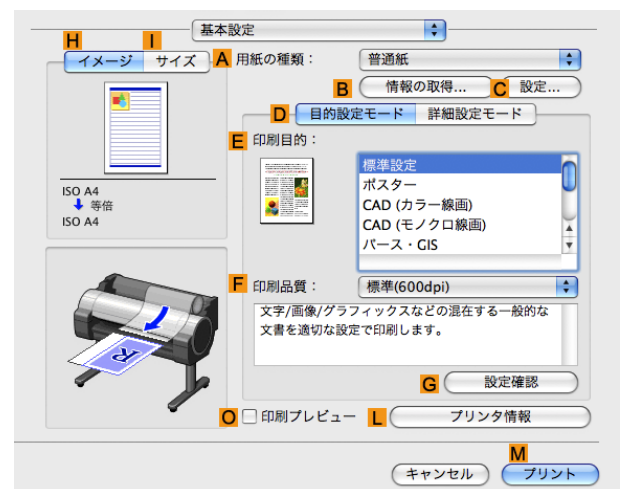 基本設定
H
I
イメージ
サイズ
A
用紙の種類：
普通紙
B
情報の取得...
C
設定...
D
目的設定モード
詳細設定モード
E
印刷目的：
標準設定
ポスター
CAD (カラー線画)
CAD (モノクロ線画)
パース・GIS
ISO A4
等倍
ISO A4
F
印刷品質：
標準(600dpi)
文字/画像/グラフィックスなどの混在する一般的な
文書を適切な設定で印刷します。
R
G
設定確認
O
印刷プレビュー
L
プリンタ情報
M
キャンセル
プリント